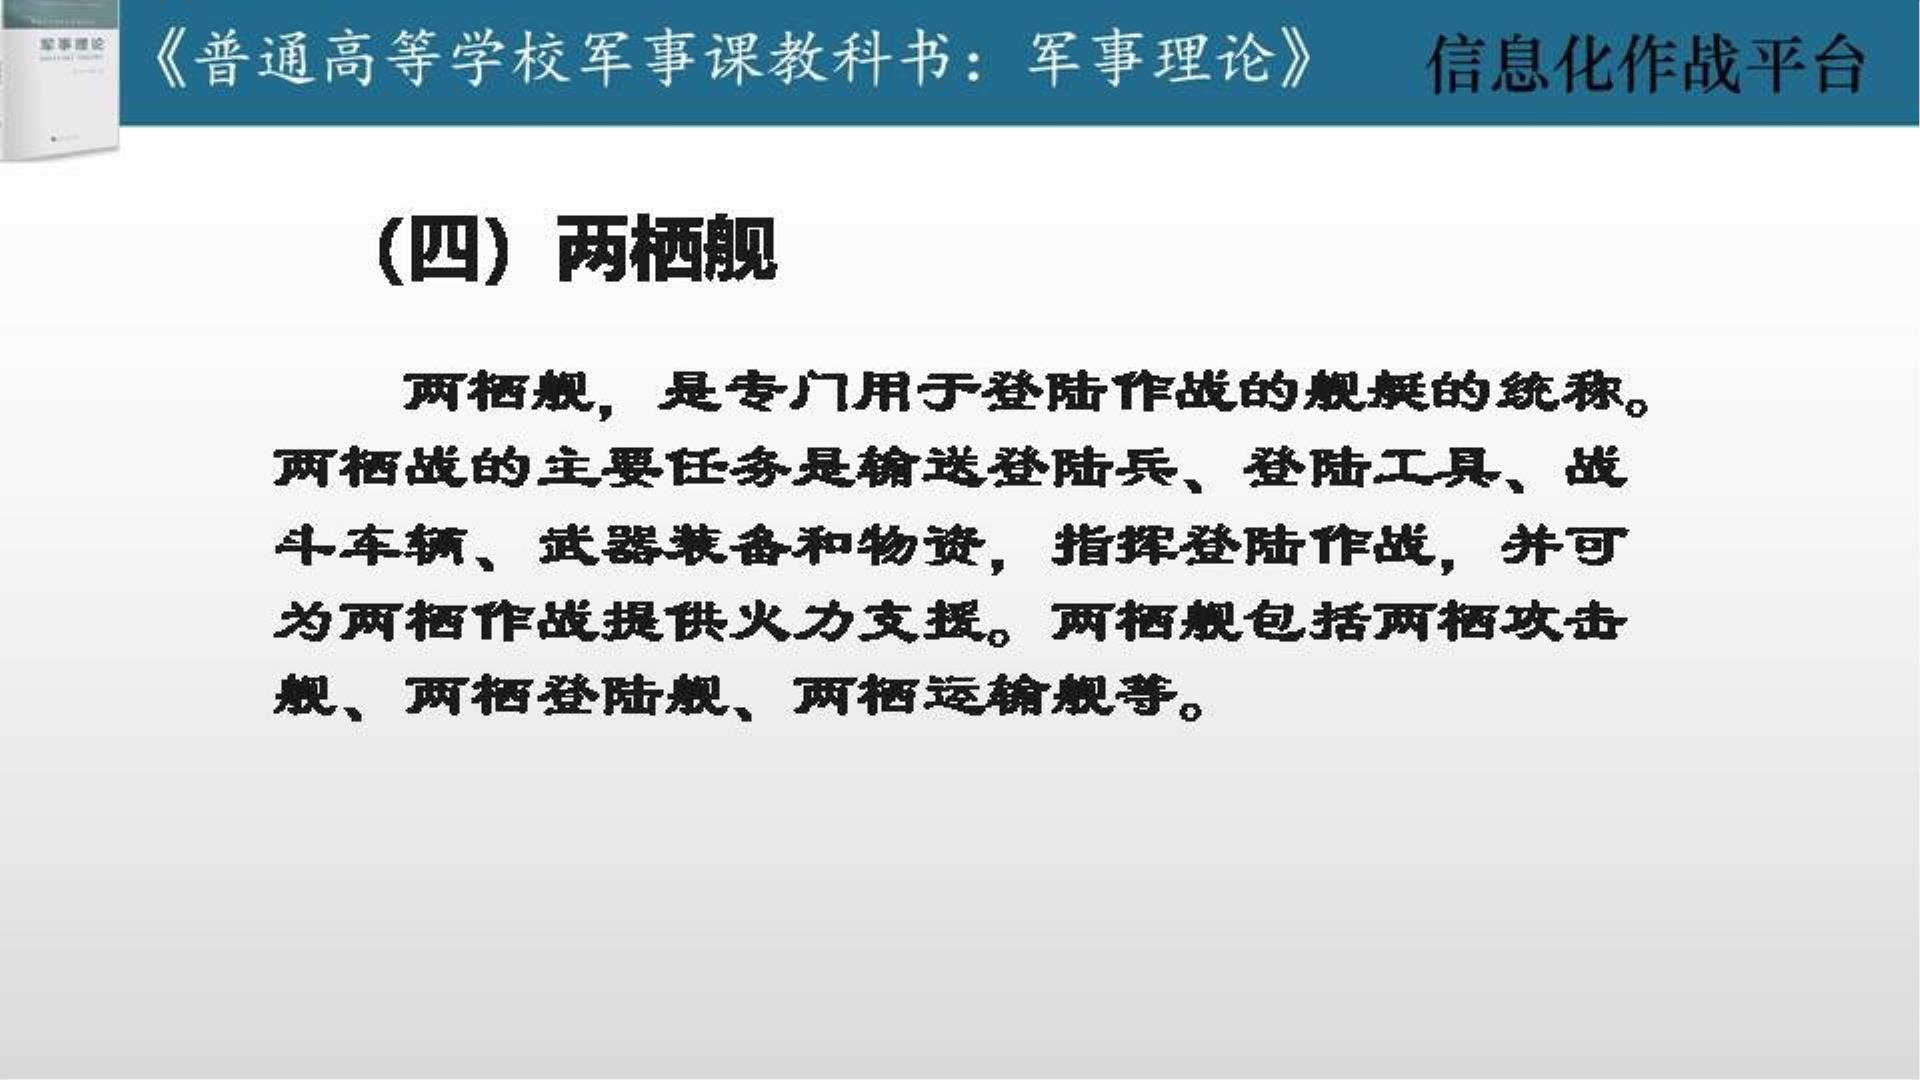 军事理论
《普通高等学校军事课教科书：军事理论》
信息化作战平台
（四）两栖舰
两栖舰，是专门用于登陆作战的舰艇的统称。
两栖战的主要任务是输送登陆兵、登陆工具、战
斗车辆、武器装备和物资，指挥登陆作战，并可
为两栖作战提供火力支援。两栖舰包括两栖攻击
舰、两栖登陆舰、两栖运输舰等。